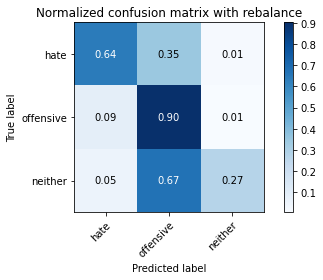 Normalized confusion matrix with rebalance
True label
hate 0.64 0.35 0.01
offensive 0.09 0.90 0.01
neither 0.05 0.67 0.27
hate offensive neither
Predicted label
0.9
0.8
0.7
0.6
0.5
0.4
0.3
0.2
0.1